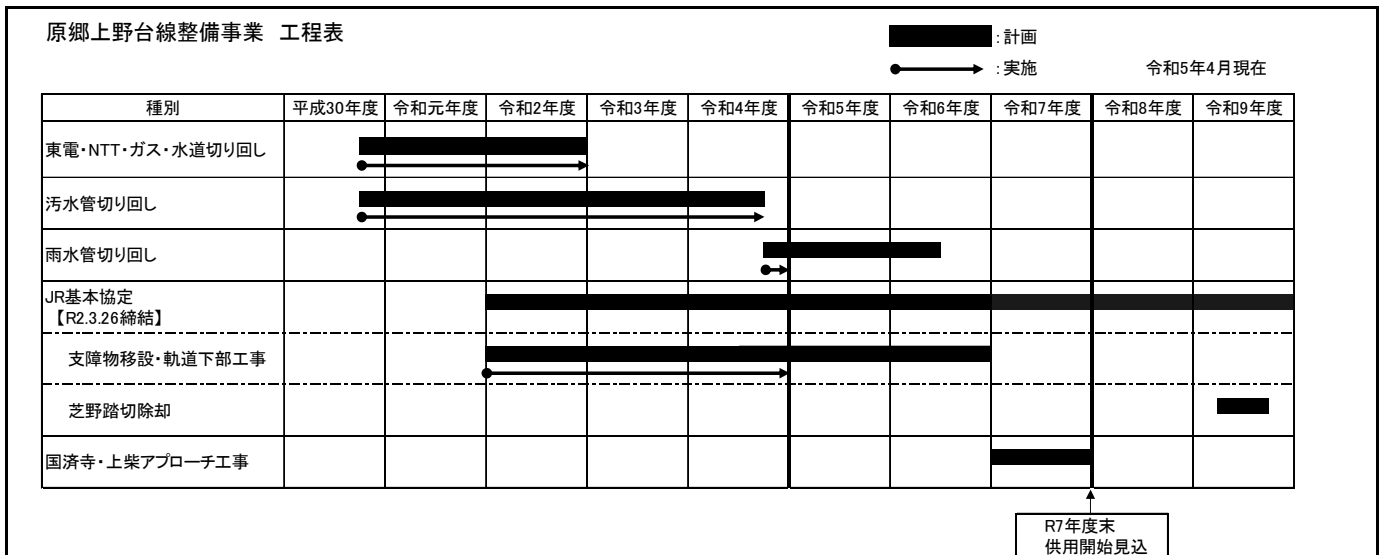 原郷上野台線整備事業　工程表
：計画
：実施
令和5年4月現在
種別 平成30年度 令和元年度 令和2年度 令和3年度 令和4年度 令和5年度 令和6年度 令和7年度 令和8年度 令和9年度
東電・NTT・ガス・水道切り回し
汚水管切り回し
雨水管切り回し
JR基本協定
【R2.3.26締結】
支障物移設・軌道下部工事
芝野踏切除却
国済寺・上柴アプローチ工事
R7年度末
供用開始見込